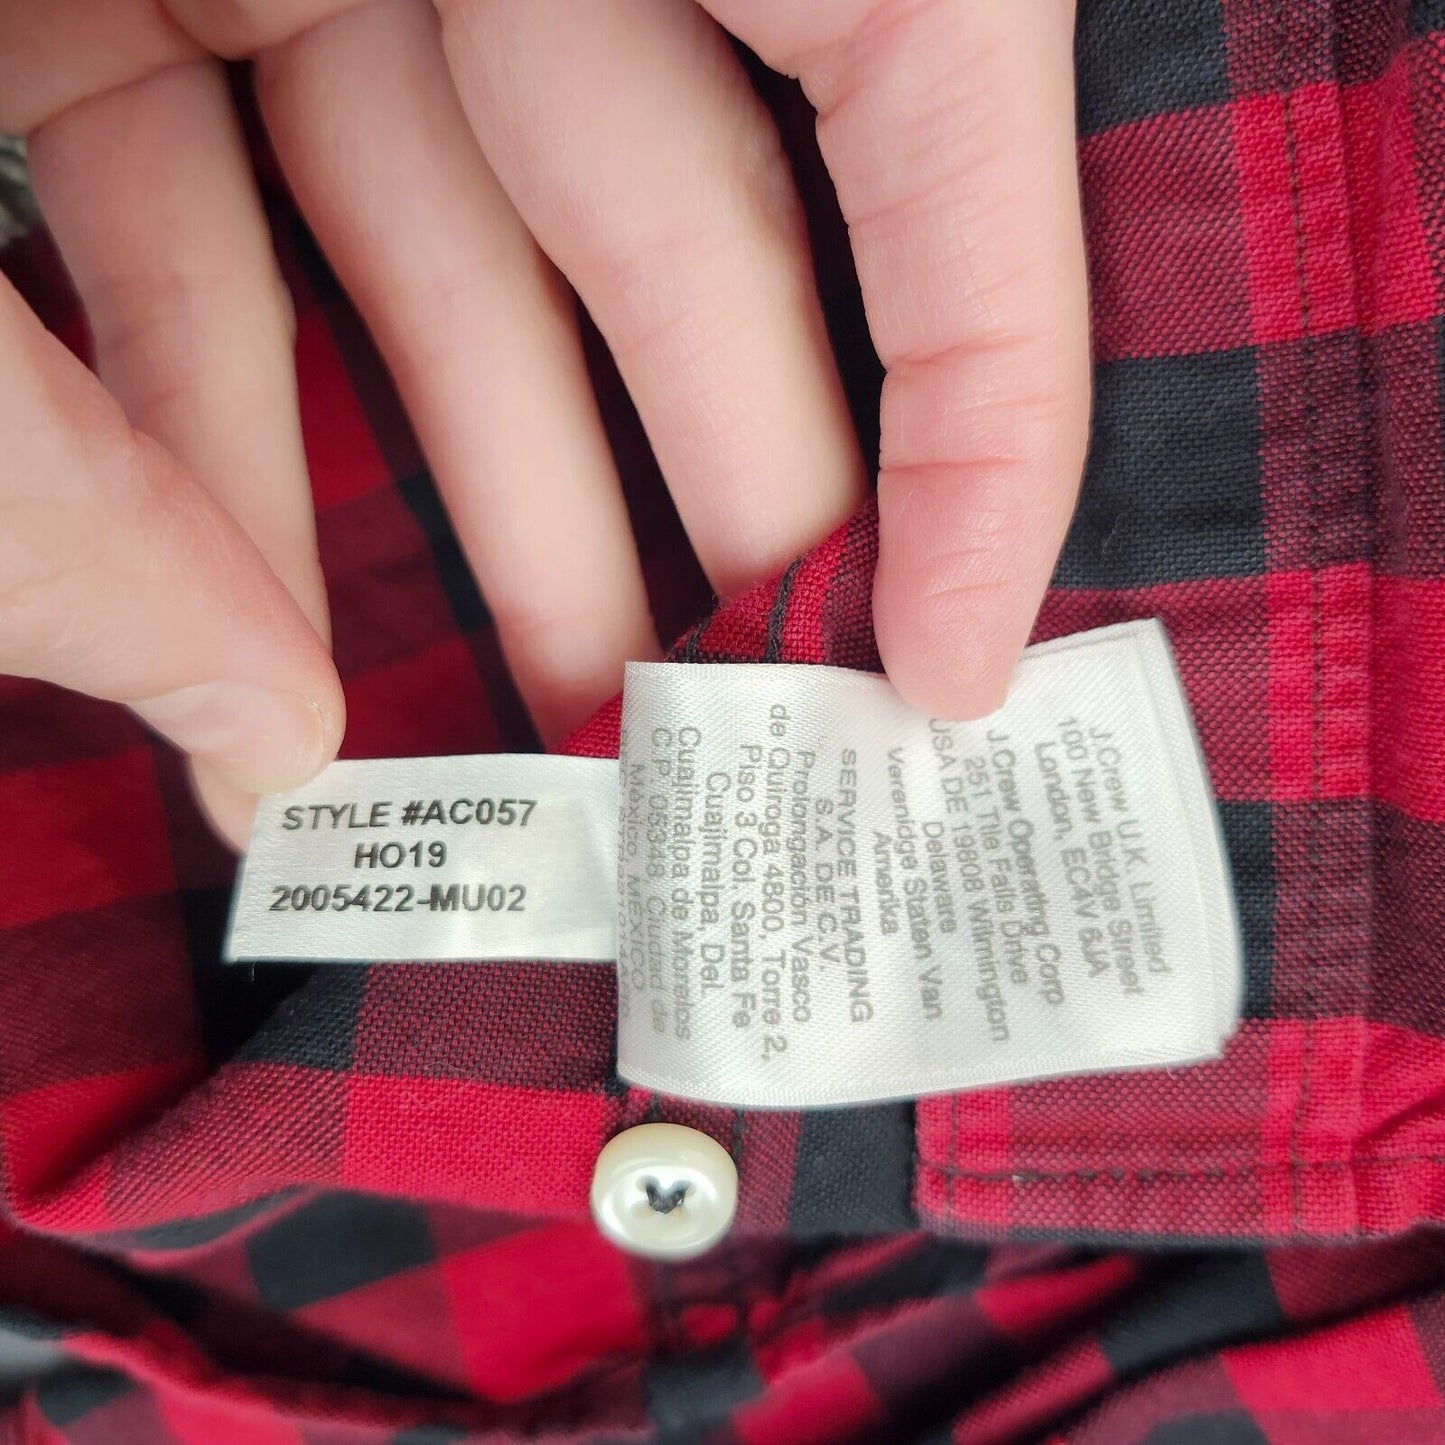 STYLE #AC057
HO19
2005422-MU02
J.Crew U.K. Limited
100 New Bridge Street
London, EC4V 6JA
J.Crew Operating Corp
251 Tile Falls Drive
USA DE 19808 Wilmington
Delaware
Verenidge Staten Van
Amerika
SERVICE TRADING
S.A. DE C.V.
Prolongación Vasco
de Quiroga 4800, Torre 2,
Piso 3 Col. Santa Fe
Cuajimalpa, Del.
Cuajimalpa de Morelos
C.P. 05348 Ciudad de
Mexico, MEXICO